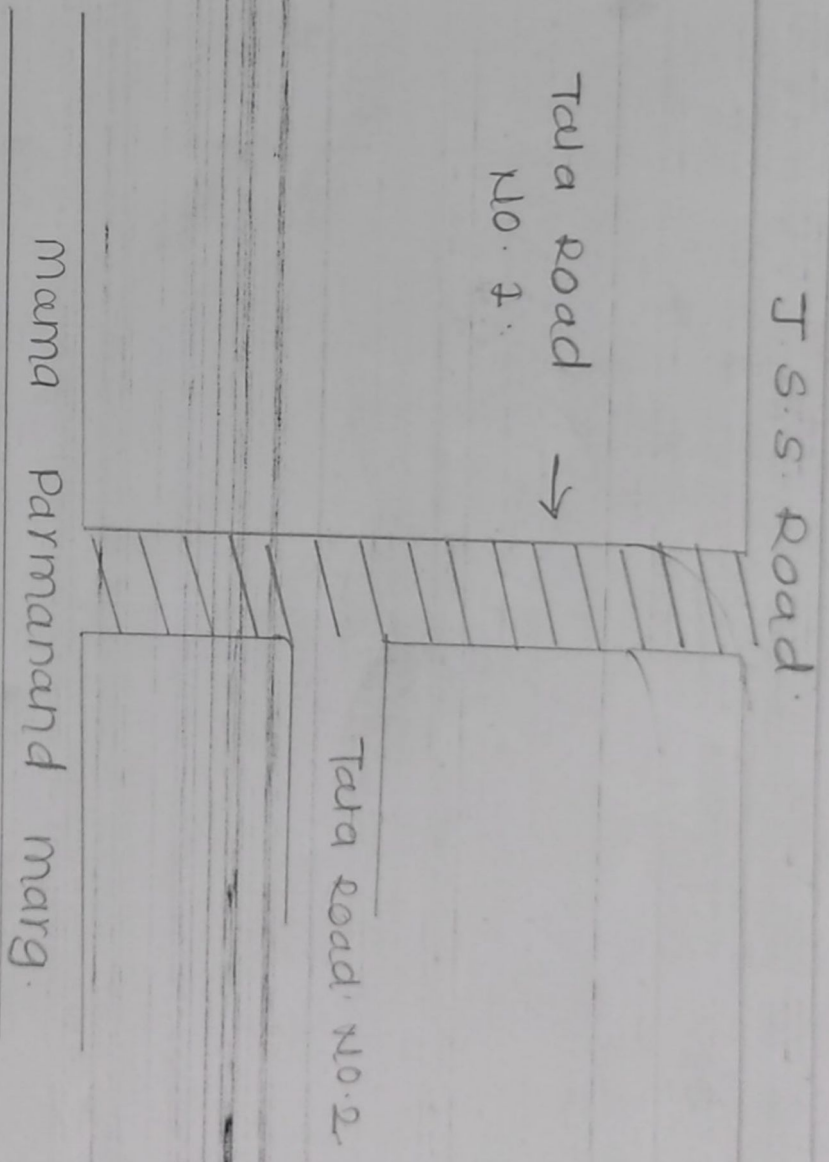 J.S.S. Road.
Tata Road
No. 1.
Tata Road No.2
Mama Parmanand Marg.